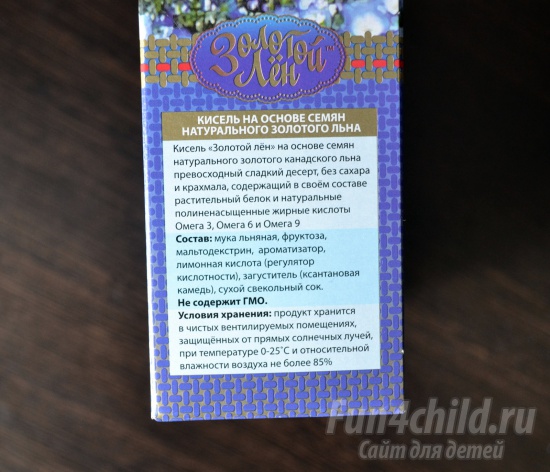 Золотой
Лён™
КИСЕЛЬ НА ОСНОВЕ СЕМЯН
НАТУРАЛЬНОГО ЗОЛОТОГО ЛЬНА
Кисель «Золотой лён» на основе семян
натурального золотого канадского льна
превосходный сладкий десерт, без сахара
и крахмала, содержащий в своём составе
растительный белок и натуральные
полиненасыщенные жирные кислоты
Омега 3, Омега 6 и Омега 9
Состав: мука льняная, фруктоза,
мальтодекстрин, ароматизатор,
лимонная кислота (регулятор
кислотности), загуститель (ксантановая
камедь), сухой свекольный сок.
Не содержит ГМО.
Условия хранения: продукт хранится
в чистых вентилируемых помещениях,
защищённых от прямых солнечных лучей,
при температуре 0-25˚С и относительной
влажности воздуха не более 85%
Fun4child.ru
Сайт для детей